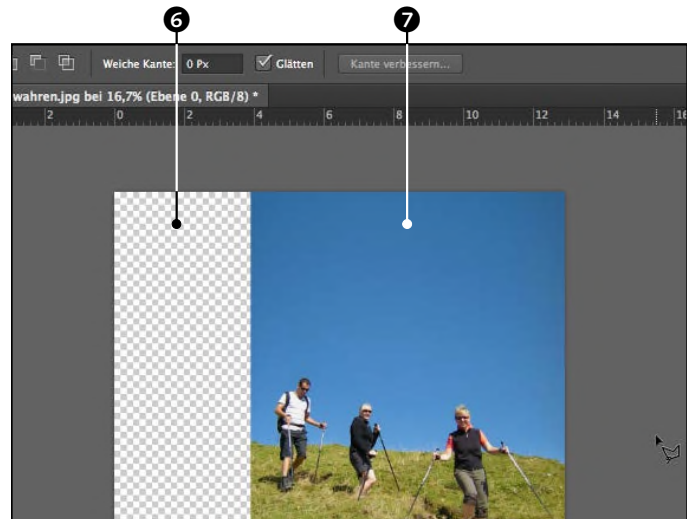 6 7
Weiche Kante: 0 Px Glätten Kante verbessern...
wahren.jpg bei 16,7% (Ebene 0, RGB/8) *
2 0 2 4 6 8 10 12 14 16